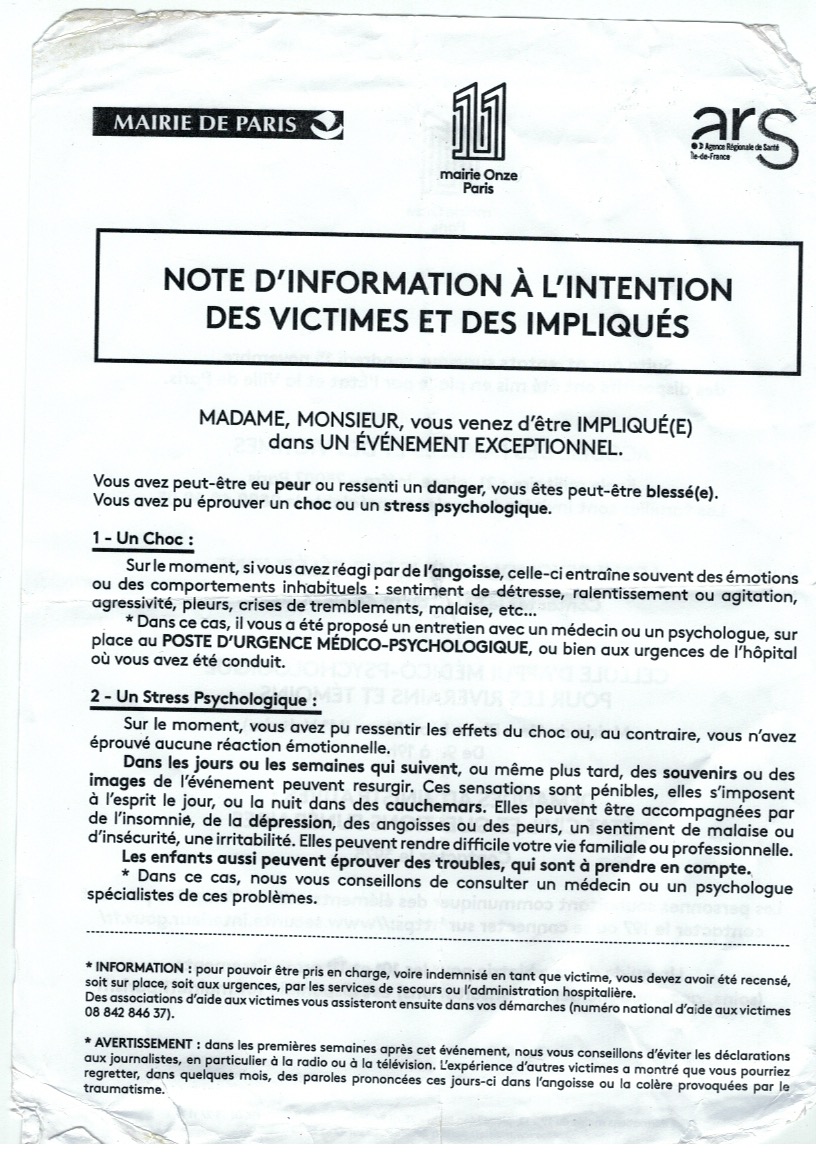 MAIRIE DE PARIS
11
mairie Onze
Paris
ars
Agence Régionale de Santé
Île-de-France
NOTE D'INFORMATION À L'INTENTION
DES VICTIMES ET DES IMPLIQUÉS
MADAME, MONSIEUR, vous venez d'être IMPLIQUÉ(E)
dans UN ÉVÉNEMENT EXCEPTIONNEL.
Vous avez peut-être eu peur ou ressenti un danger, vous êtes peut-être blessé(e).
Vous avez pu éprouver un choc ou un stress psychologique.
1 - Un Choc :
Sur le moment, si vous avez réagi par de l'angoisse, celle-ci entraîne souvent des émotions
ou des comportements inhabituels : sentiment de détresse, ralentissement ou agitation,
agressivité, pleurs, crises de tremblements, malaise, etc...
* Dans ce cas, il vous a été proposé un entretien avec un médecin ou un psychologue, sur
place au POSTE D'URGENCE MÉDICO-PSYCHOLOGIQUE, ou bien aux urgences de l'hôpital
où vous avez été conduit.
2 - Un Stress Psychologique :
Sur le moment, vous avez pu ressentir les effets du choc ou, au contraire, vous n'avez
éprouvé aucune réaction émotionnelle.
Dans les jours ou les semaines qui suivent, ou même plus tard, des souvenirs ou des
images de l'événement peuvent resurgir. Ces sensations sont pénibles, elles s'imposent
à l'esprit le jour, ou la nuit dans des cauchemars. Elles peuvent être accompagnées par
de l'insomnie, de la dépression, des angoisses ou des peurs, un sentiment de malaise ou
d'insécurité, une irritabilité. Elles peuvent rendre difficile votre vie familiale ou professionnelle.
Les enfants aussi peuvent éprouver des troubles, qui sont à prendre en compte.
* Dans ce cas, nous vous conseillons de consulter un médecin ou un psychologue
spécialistes de ces problèmes.
* INFORMATION : pour pouvoir être pris en charge, voire indemnisé en tant que victime, vous devez avoir été recensé,
soit sur place, soit aux urgences, par les services de secours ou l'administration hospitalière.
Des associations d'aide aux victimes vous assisteront ensuite dans vos démarches (numéro national d'aide aux victimes
08 842 846 37).
* AVERTISSEMENT : dans les premières semaines après cet événement, nous vous conseillons d'éviter les déclarations
aux journalistes, en particulier à la radio ou à la télévision. L'expérience d'autres victimes a montré que vous pourriez
regretter, dans quelques mois, des paroles prononcées ces jours-ci dans l'angoisse ou la colère provoquées par le
traumatisme.